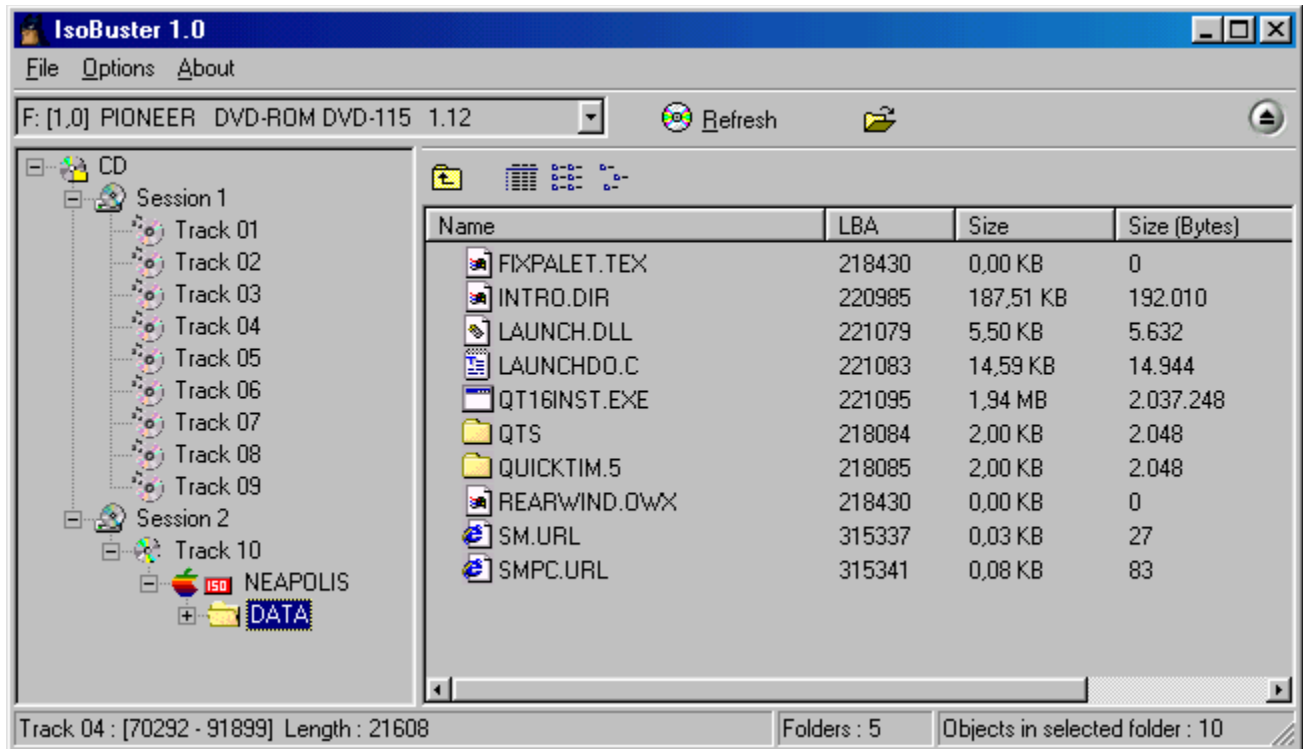 IsoBuster 1.0
File Options About
F: [1,0] PIONEER DVD-ROM DVD-115 1.12 Refresh
CD
Session 1
Track 01
Track 02
Track 03
Track 04
Track 05
Track 06
Track 07
Track 08
Track 09
Session 2
Track 10
ISO NEAPOLIS
DATA
Name LBA Size Size (Bytes)
FIXPALET.TEX 218430 0,00 KB 0
INTRO.DIR 220985 187,51 KB 192.010
LAUNCH.DLL 221079 5,50 KB 5.632
LAUNCHDO.C 221083 14,59 KB 14.944
QT16INST.EXE 221095 1,94 MB 2.037.248
QTS 218084 2,00 KB 2.048
QUICKTIM.5 218085 2,00 KB 2.048
REARWIND.OWX 218430 0,00 KB 0
SM.URL 315337 0,03 KB 27
SMPC.URL 315341 0,08 KB 83
Track 04 : [70292 - 91899] Length : 21608 Folders : 5 Objects in selected folder : 10